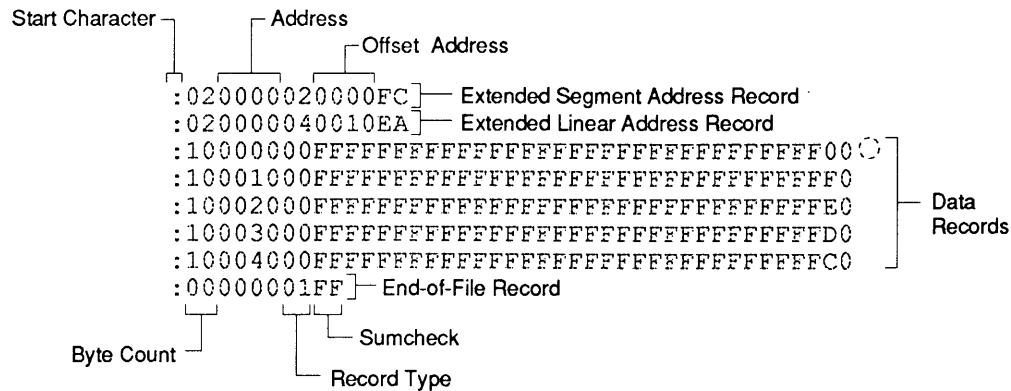 Start Character
Address
Offset Address
:020000020000FC Extended Segment Address Record
:020000040010EA Extended Linear Address Record
:10000000FFFFFFFFFFFFFFFFFFFFFFFFFFFFFFFF00
:10001000FFFFFFFFFFFFFFFFFFFFFFFFFFFFFFFFF0
:10002000FFFFFFFFFFFFFFFFFFFFFFFFFFFFFFFFE0
:10003000FFFFFFFFFFFFFFFFFFFFFFFFFFFFFFFFD0
:10004000FFFFFFFFFFFFFFFFFFFFFFFFFFFFFFFFC0
Data
Records
:00000001FF End-of-File Record
Sumcheck
Byte Count
Record Type